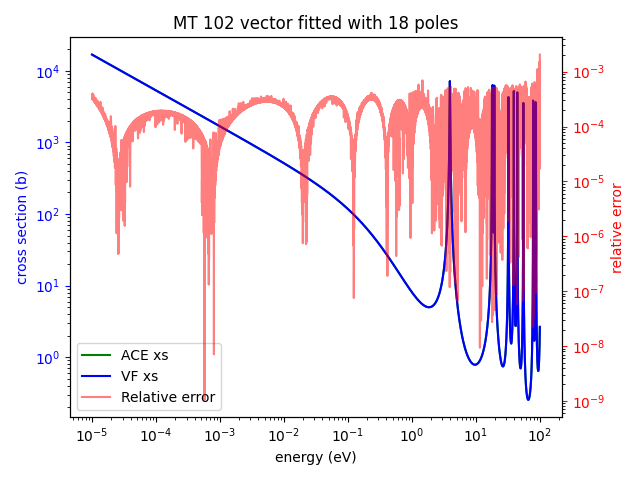 MT 102 vector fitted with 18 poles
cross section (b)
10⁴
10³
10²
10¹
10⁰
10⁻³
10⁻⁴
10⁻⁵
10⁻⁶
10⁻⁷
10⁻⁸
10⁻⁹
relative error
ACE xs
VF xs
Relative error
10⁻⁵ 10⁻⁴ 10⁻³ 10⁻² 10⁻¹ 10⁰ 10¹ 10²
energy (eV)